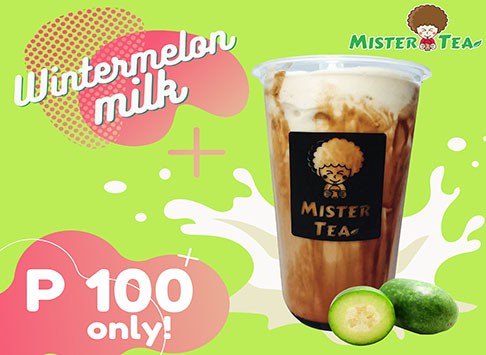 Wintermelon
milk
MISTER TEA
MISTER
TEA
P 100
only!